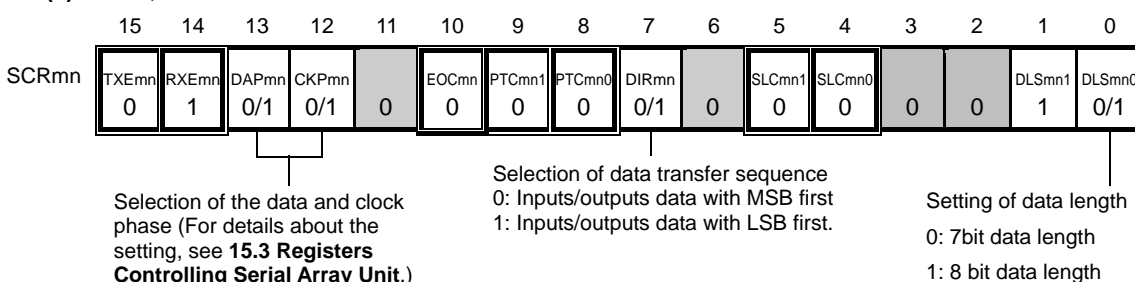 15 14 13 12 11 10 9 8 7 6 5 4 3 2 1 0
SCRmn TXEmn RXEmn DAPmn CKPmn EOCmn PTCmn1 PTCmn0 DIRmn SLCmn1 SLCmn0 DLSmn1 DLSmn0
0 1 0/1 0/1 0 0 0 0 0/1 0 0 0 0 0 1 0/1
Selection of the data and clock
phase (For details about the
setting, see 15.3 Registers
Controlling Serial Array Unit.)
Selection of data transfer sequence
0: Inputs/outputs data with MSB first
1: Inputs/outputs data with LSB first.
Setting of data length
0: 7bit data length
1: 8 bit data length